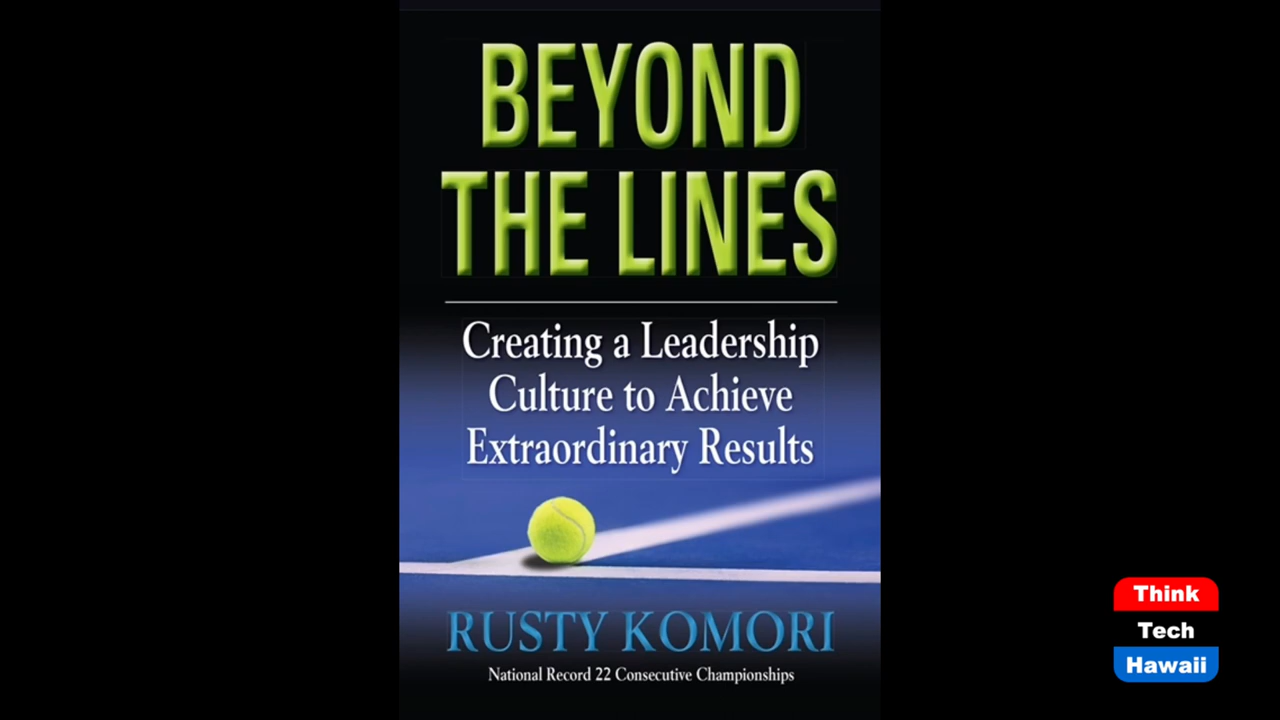 BEYOND
THE LINES
Creating a Leadership
Culture to Achieve
Extraordinary Results
RUSTY KOMORI
National Record 22 Consecutive Championships
Think
Tech
Hawaii